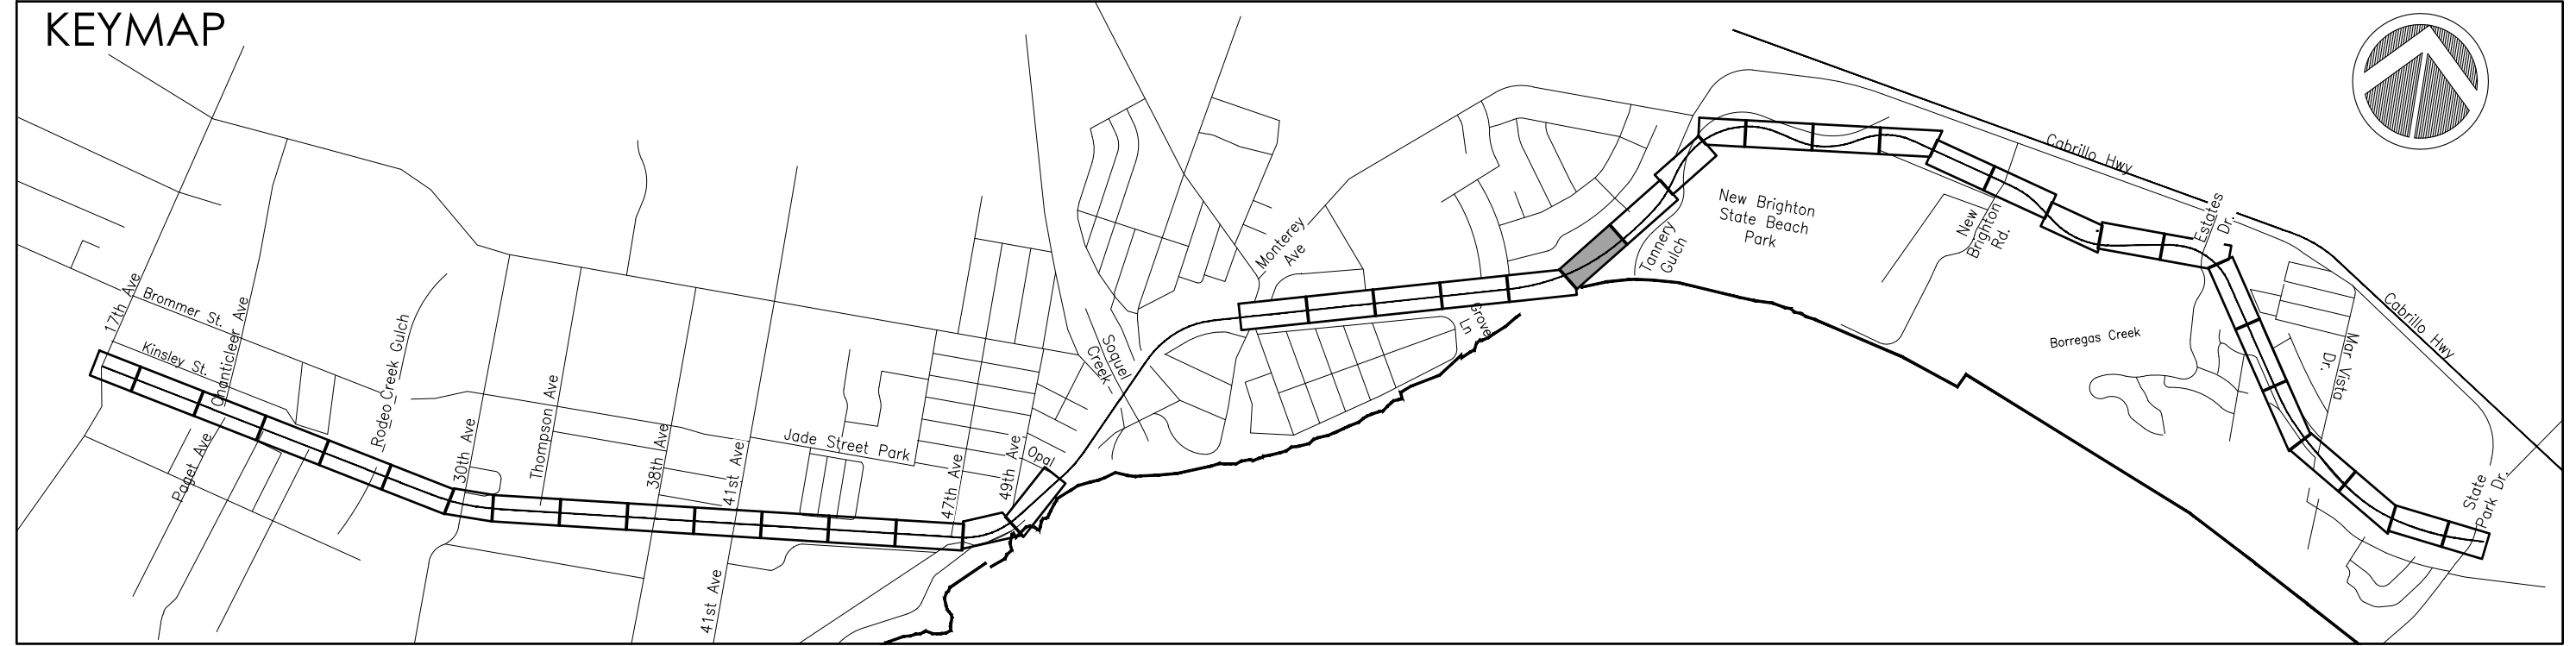 KEYMAP
17th Ave
Brommer St.
Kinsley St.
Chanticleer Ave
Paget Ave
Rodeo Creek Gulch
30th Ave
Thompson Ave
38th Ave
41st Ave
41st Ave
Jade Street Park
47th Ave
49th Ave
Opal
Soquel
Creek
Monterey
Ave
Grove
Ln
Tannery
Gulch
New Brighton
State Beach
Park
New
Brighton
Rd.
Cabrillo Hwy
Estates
Dr.
Borregas Creek
Mar Vista
Dr.
Cabrillo Hwy
State
Park Dr.